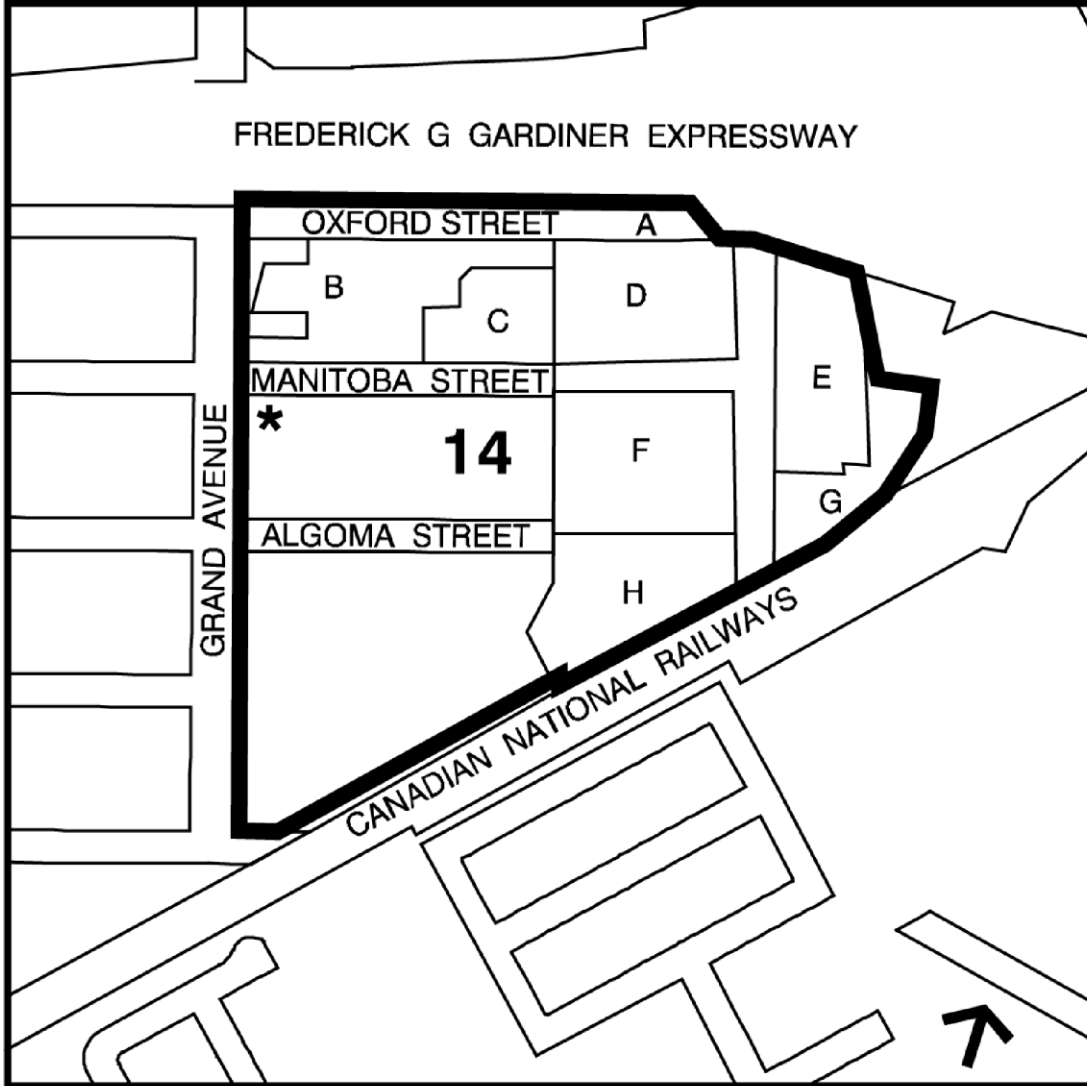 FREDERICK G GARDINER EXPRESSWAY
OXFORD STREET A
B
C
D
E
MANITOBA STREET
*
14
F
G
GRAND AVENUE
ALGOMA STREET
H
CANADIAN NATIONAL RAILWAYS